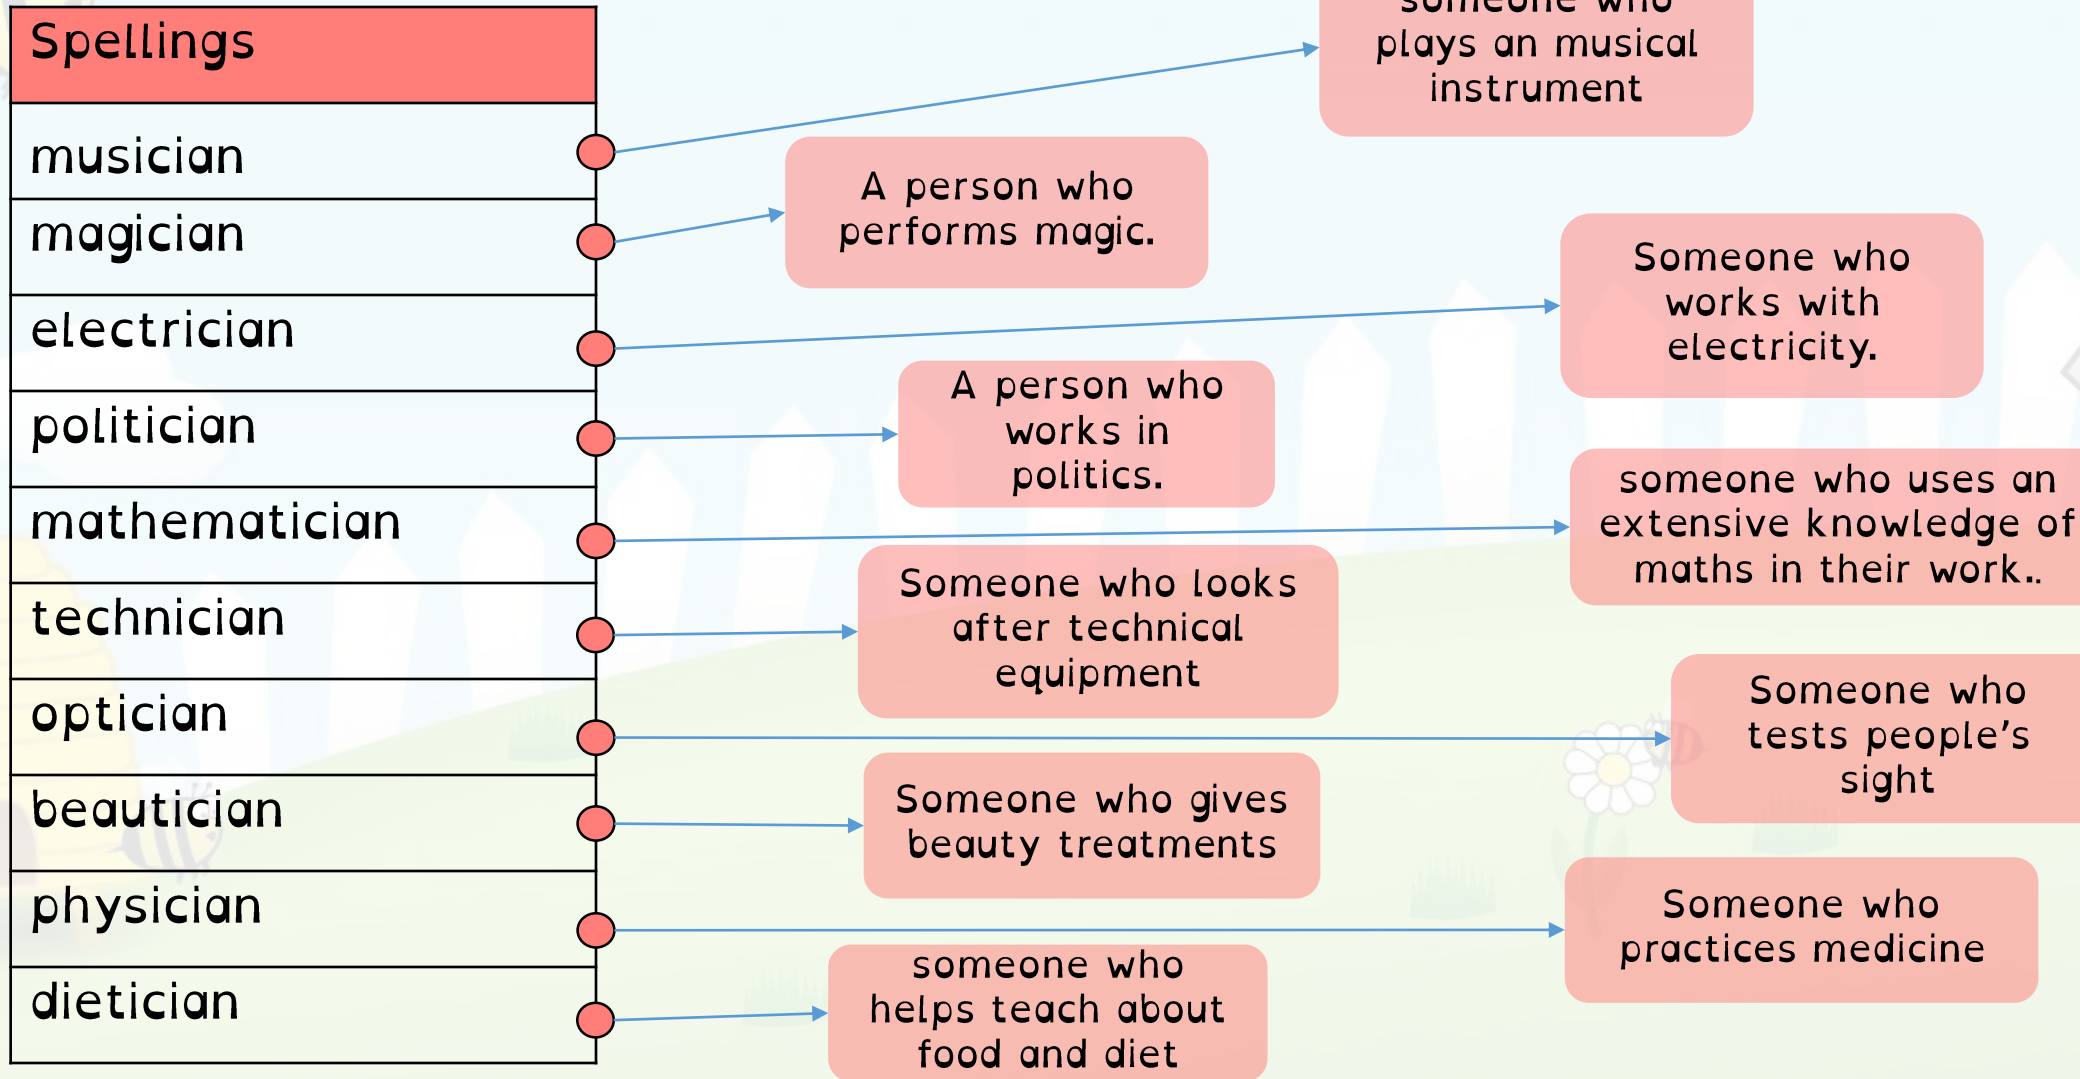 Spellings
musician
someone who
plays an musical
instrument
magician
A person who
performs magic.
electrician
Someone who
works with
electricity.
politician
A person who
works in
politics.
mathematician
someone who uses an
extensive knowledge of
maths in their work..
technician
Someone who looks
after technical
equipment
optician
Someone who
tests people’s
sight
beautician
Someone who gives
beauty treatments
physician
Someone who
practices medicine
dietician
someone who
helps teach about
food and diet